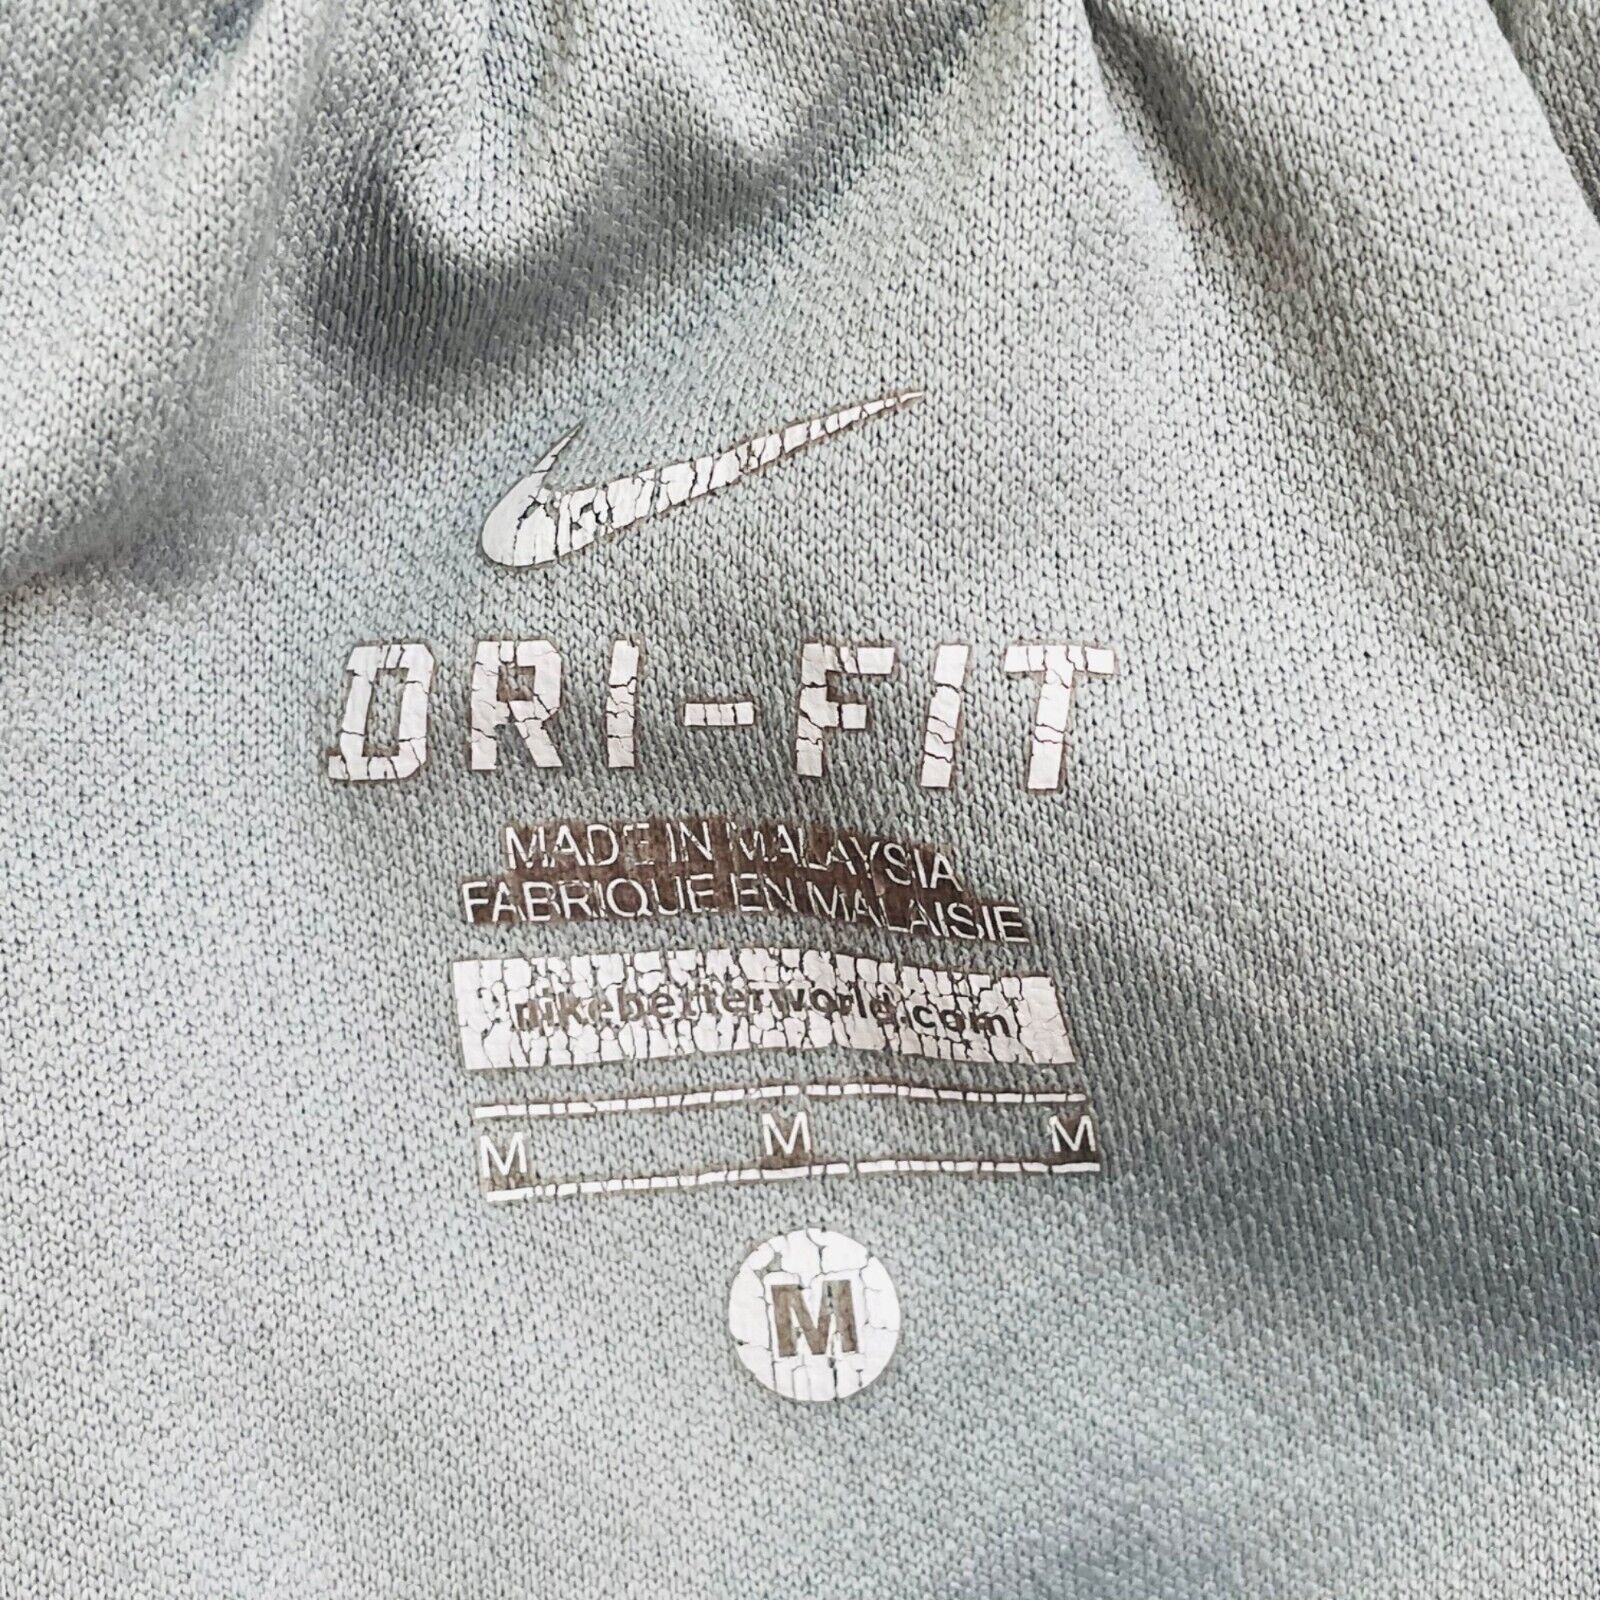 DRI-FIT
MADE IN MALAYSIA
FABRIQUE EN MALAISIE
nikebetterworld.com
M M M
M